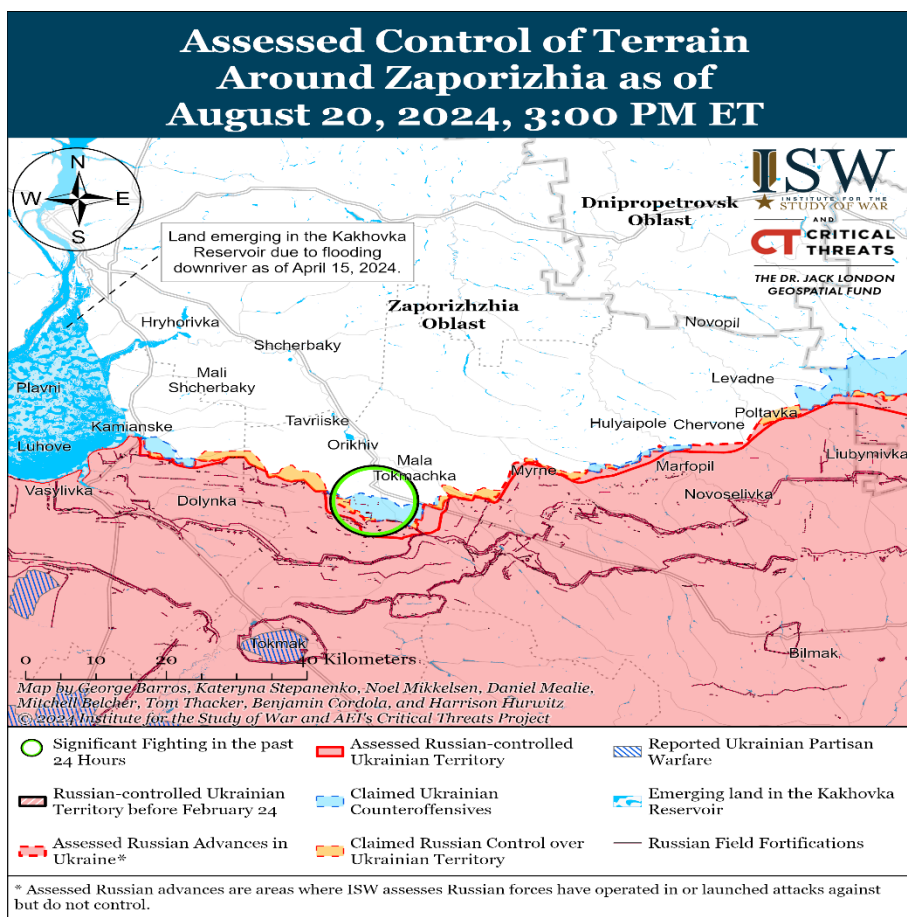 Assessed Control of Terrain
Around Zaporizhia as of
August 20, 2024, 3:00 PM ET
N
W
E
S
ISW
INSTITUTE FOR THE
STUDY OF WAR
AND
CT CRITICAL
THREATS
THE DR. JACK LONDON
GEOSPATIAL FUND
Land emerging in the Kakhovka
Reservoir due to flooding
downriver as of April 15, 2024.
Dnipropetrovsk
Oblast
Zaporizhzhia
Oblast
Hryhorivka
Shcherbaky
Novopil
Mali
Shcherbaky
Plavni
Levadne
Kamianske
Tavriiske
Hulyaipole
Chervone
Poltavka
Luhove
Orikhiv
Mala
Tokmachka
Myrne
Marfopil
Liubymivka
Vasylivka
Dolynka
Novoselivka
Tokmak
Bilmak
0
20
40 Kilometers
Map by George Barros, Kateryna Stepanenko, Noel Mikkelsen, Daniel Mealie,
Mitchell Belcher, Tom Thacker, Benjamin Cordola, and Harrison Hurwitz
© 2024 Institute for the Study of War and AEI's Critical Threats Project
Significant Fighting in the past
24 Hours
Russian-controlled Ukrainian
Territory before February 24
Assessed Russian Advances in
Ukraine*
Assessed Russian-controlled
Ukrainian Territory
Claimed Ukrainian
Counteroffensives
Claimed Russian Control over
Ukrainian Territory
Reported Ukrainian Partisan
Warfare
Emerging land in the Kakhovka
Reservoir
Russian Field Fortifications
* Assessed Russian advances are areas where ISW assesses Russian forces have operated in or launched attacks against
but do not control.